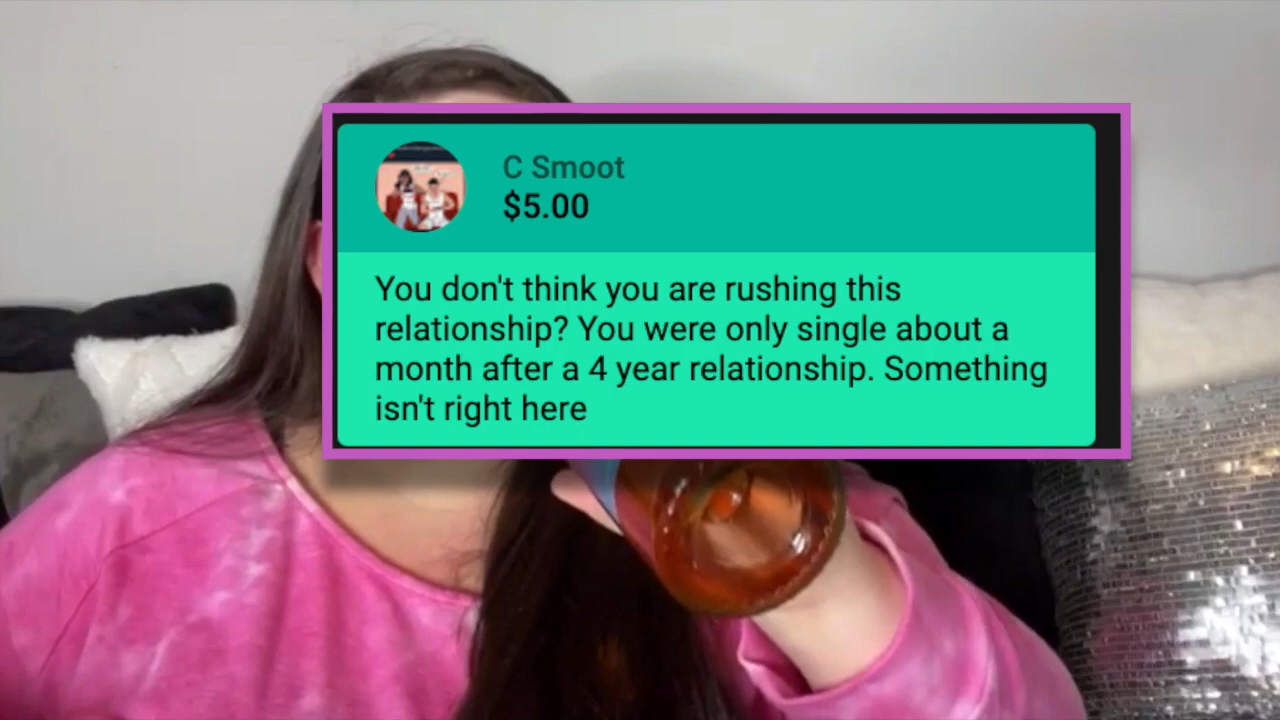 C Smoot
$5.00
You don't think you are rushing this
relationship? You were only single about a
month after a 4 year relationship. Something
isn't right here